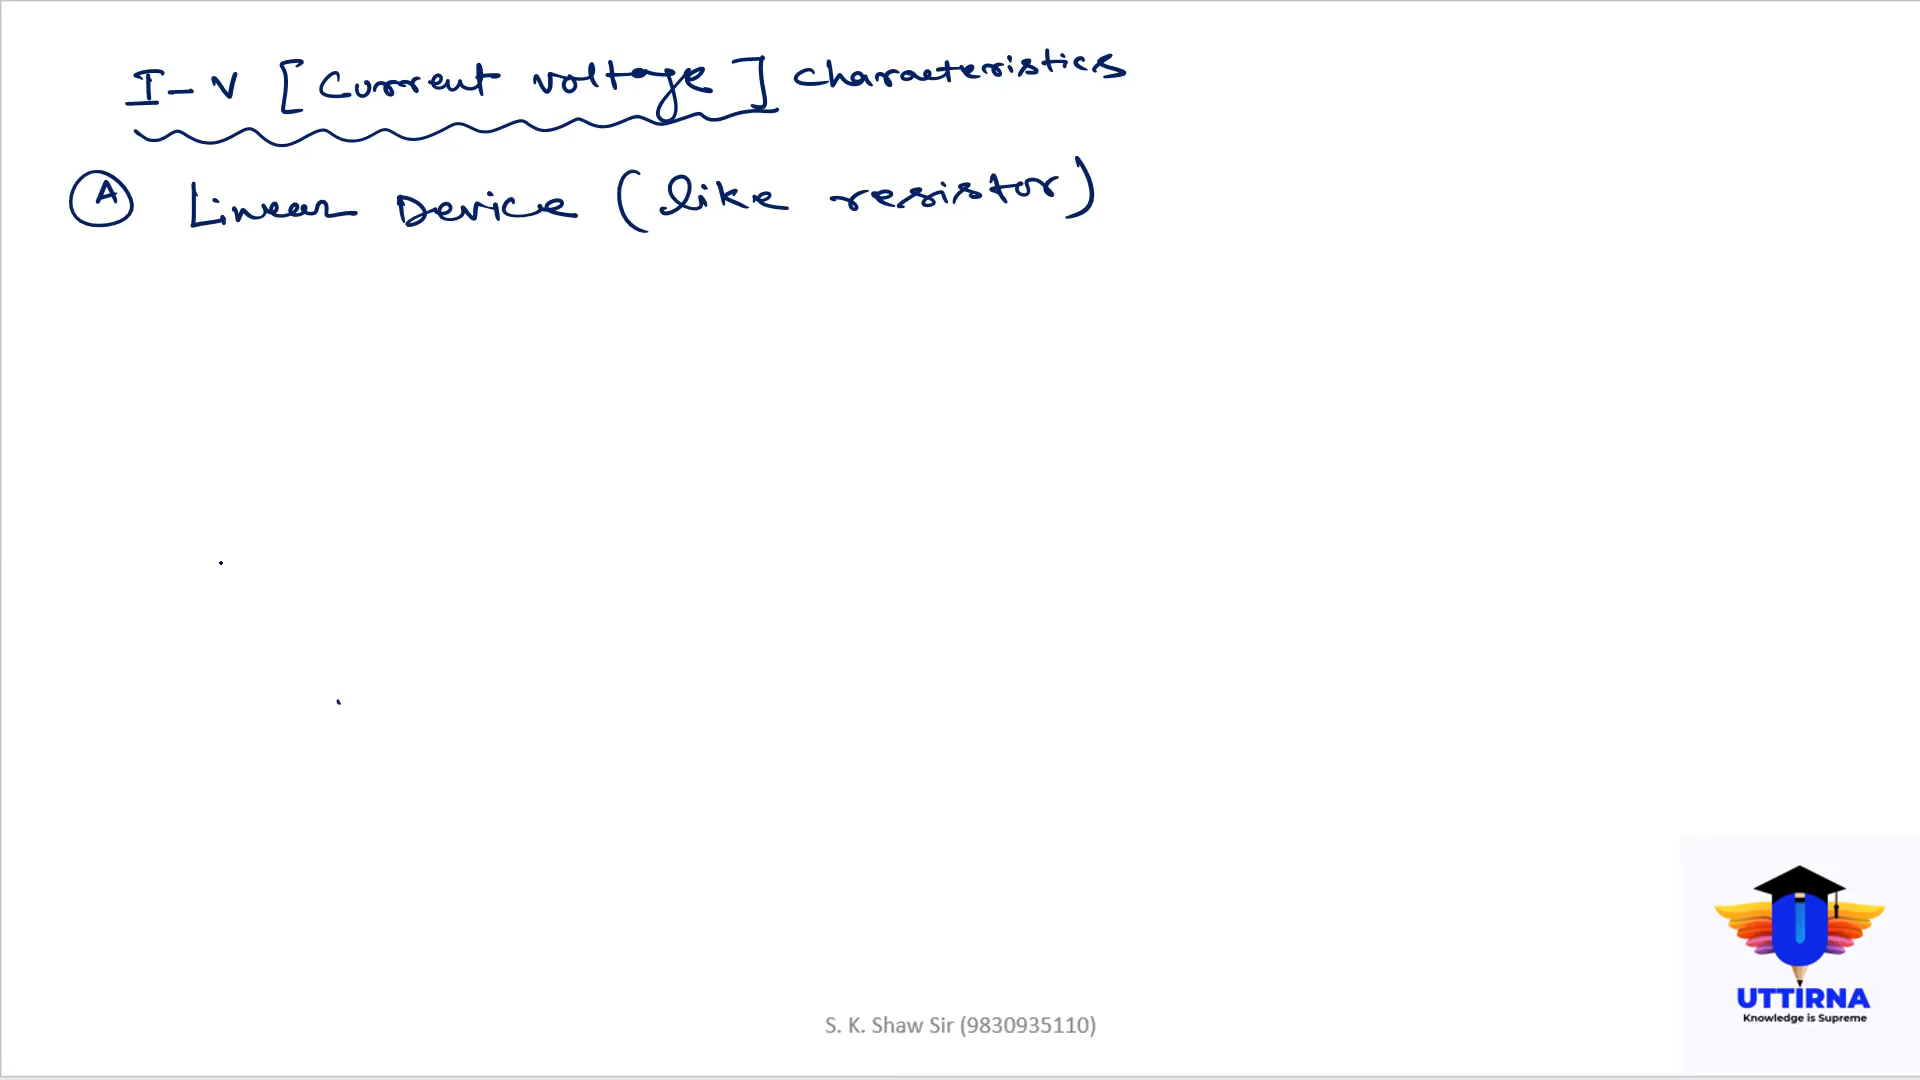 I-V [Current voltage] characteristics
A Linear Device (like resistor)
UTTIRNA
Knowledge is Supreme
S. K. Shaw Sir (9830935110)